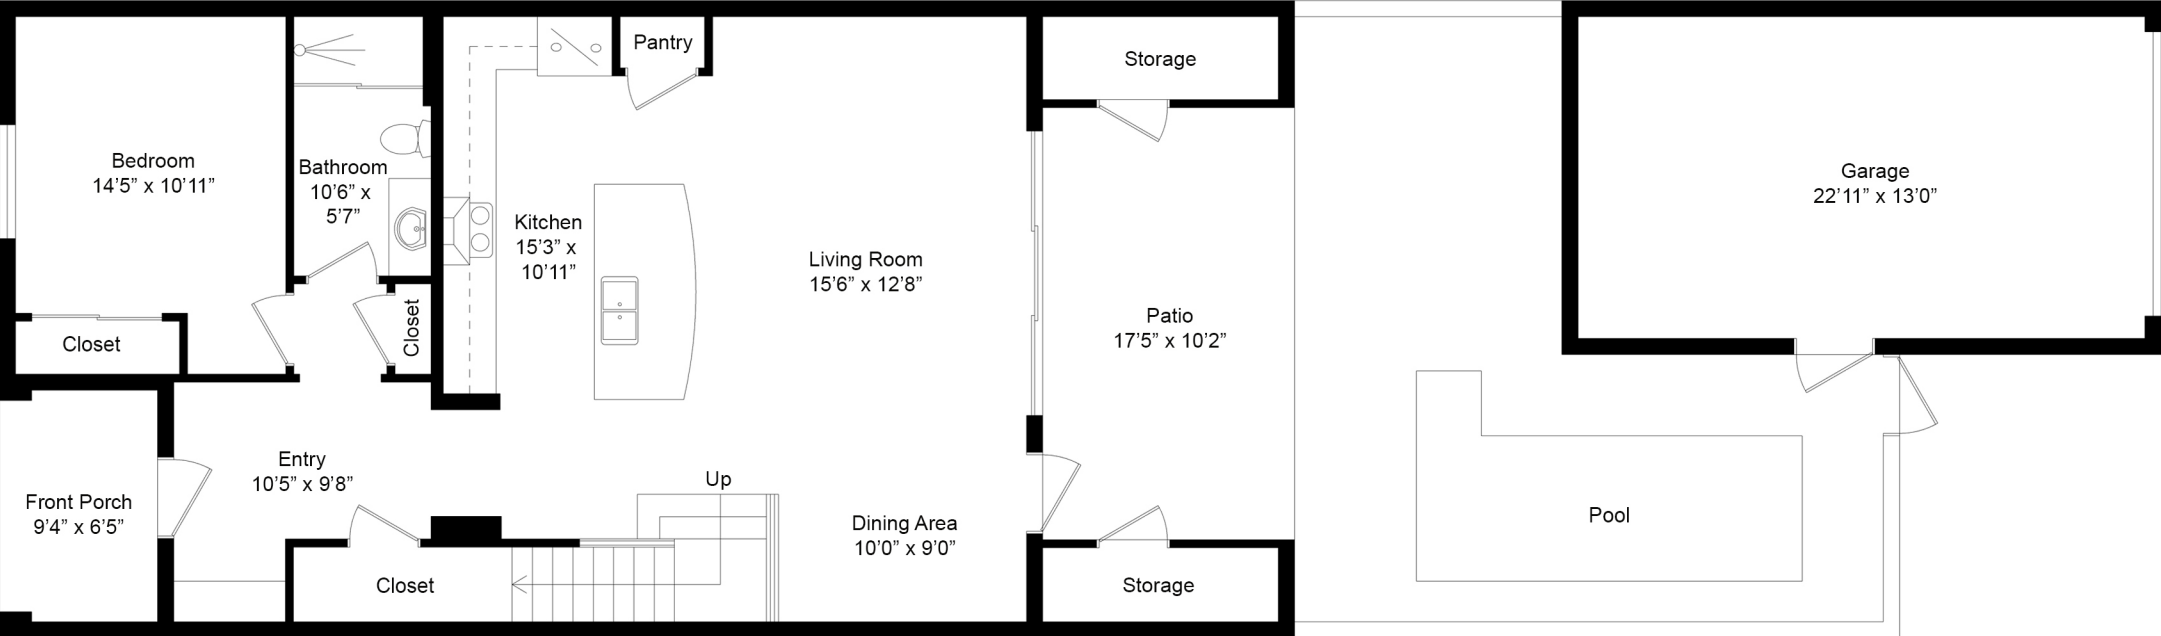 Bedroom
14’5” x 10’11”
Closet
Bathroom
10’6” x
5’7”
Closet
Front Porch
9’4” x 6’5”
Entry
10’5” x 9’8”
Closet
Pantry
Kitchen
15’3” x
10’11”
Living Room
15’6” x 12’8”
Up
Dining Area
10’0” x 9’0”
Storage
Patio
17’5” x 10’2”
Storage
Garage
22’11” x 13’0”
Pool